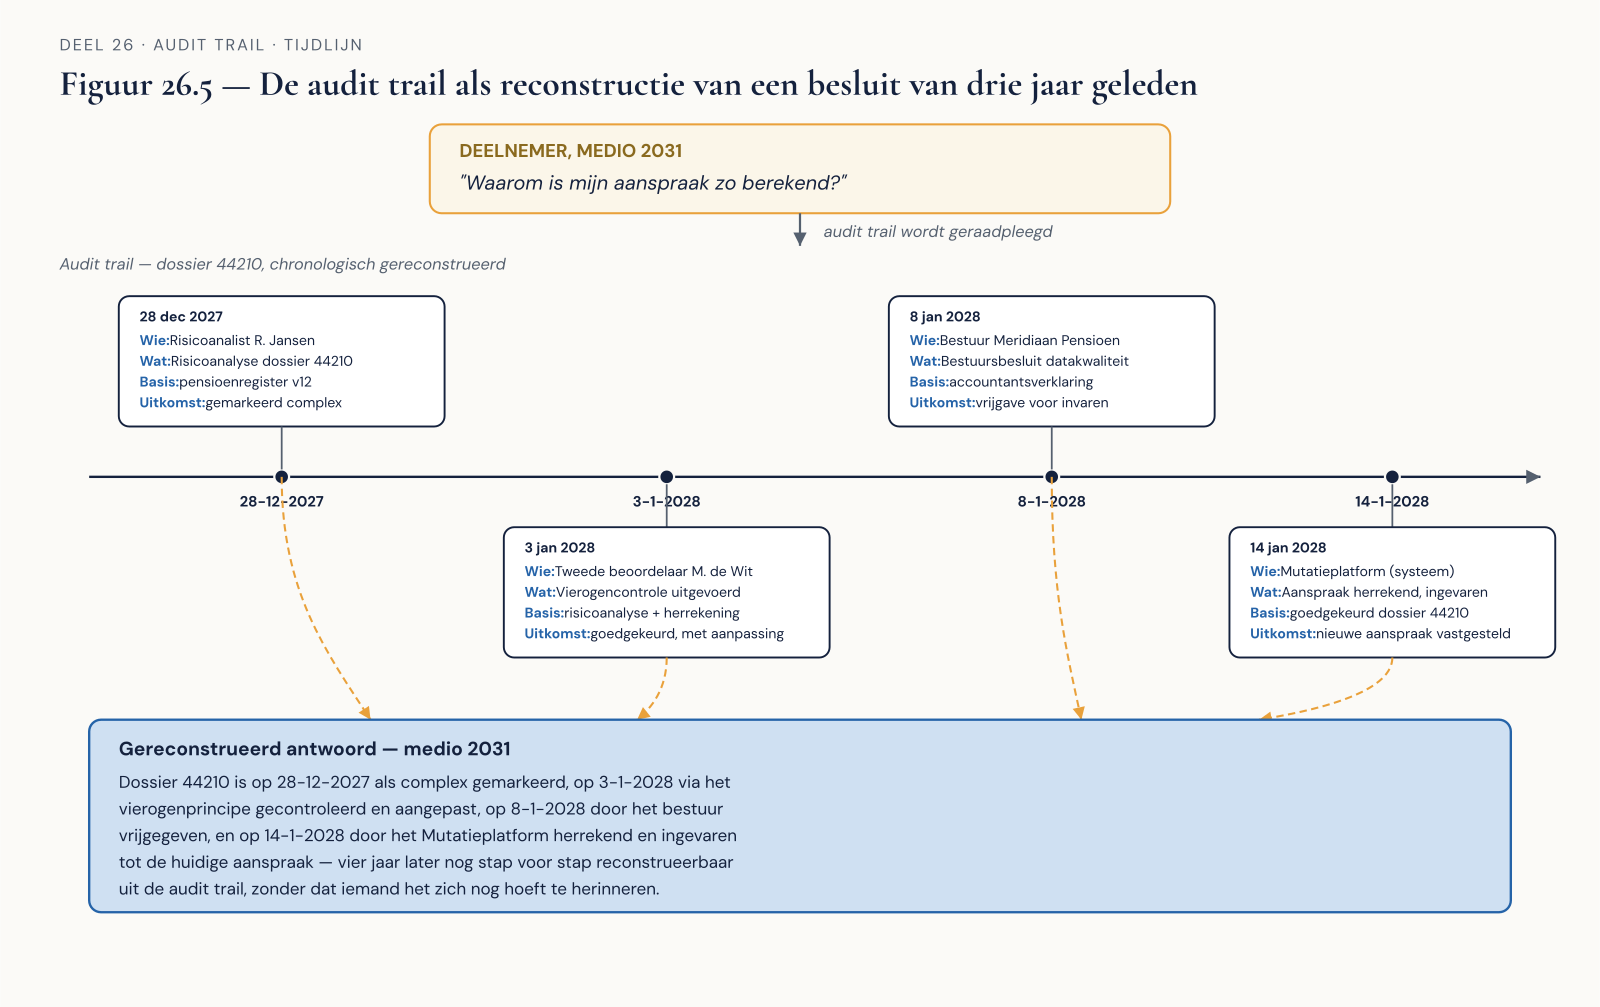 DEEL 26 · AUDIT TRAIL · TIJDLIJN
Figuur 26.5 — De audit trail als reconstructie van een besluit van drie jaar geleden
DEELNEMER, MEDIO 2031
"Waarom is mijn aanspraak zo berekend?"
audit trail wordt geraadpleegd
Audit trail — dossier 44210, chronologisch gereconstrueerd
28 dec 2027
Wie:Risicoanalist R. Jansen
Wat:Risicoanalyse dossier 44210
Basis:pensioenregister v12
Uitkomst:gemarkeerd complex
8 jan 2028
Wie:Bestuur Meridiaan Pensioen
Wat:Bestuursbesluit datakwaliteit
Basis:accountantsverklaring
Uitkomst:vrijgave voor invaren
28-12-2027
3-1-2028
8-1-2028
14-1-2028
3 jan 2028
Wie:Tweede beoordelaar M. de Wit
Wat:Vierogencontrole uitgevoerd
Basis:risicoanalyse + herrekening
Uitkomst:goedgekeurd, met aanpassing
14 jan 2028
Wie:Mutatieplatform (systeem)
Wat:Aanspraak herrekend, ingevaren
Basis:goedgekeurd dossier 44210
Uitkomst:nieuwe aanspraak vastgesteld
Gereconstrueerd antwoord — medio 2031
Dossier 44210 is op 28-12-2027 als complex gemarkeerd, op 3-1-2028 via het
vierogenprincipe gecontroleerd en aangepast, op 8-1-2028 door het bestuur
vrijgegeven, en op 14-1-2028 door het Mutatieplatform herrekend en ingevaren
tot de huidige aanspraak — vier jaar later nog stap voor stap reconstrueerbaar
uit de audit trail, zonder dat iemand het zich nog hoeft te herinneren.